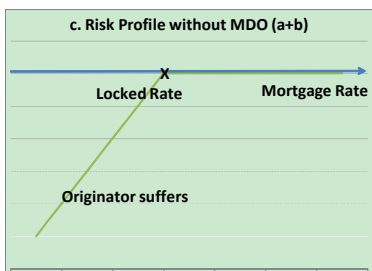 c. Risk Profile without MDO (a+b)
X
Locked Rate
Mortgage Rate
Originator suffers